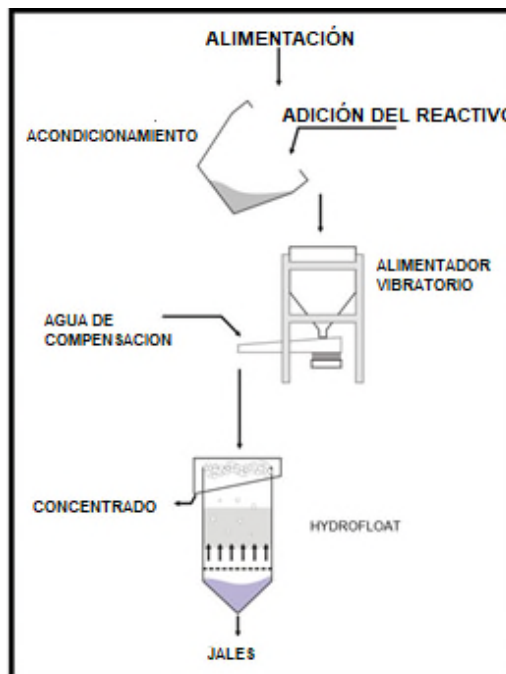 ALIMENTACIÓN
ADICIÓN DEL REACTIVO
ACONDICIONAMIENTO
ALIMENTADOR
VIBRATORIO
AGUA DE
COMPENSACION
CONCENTRADO
HYDROFLOAT
JALES